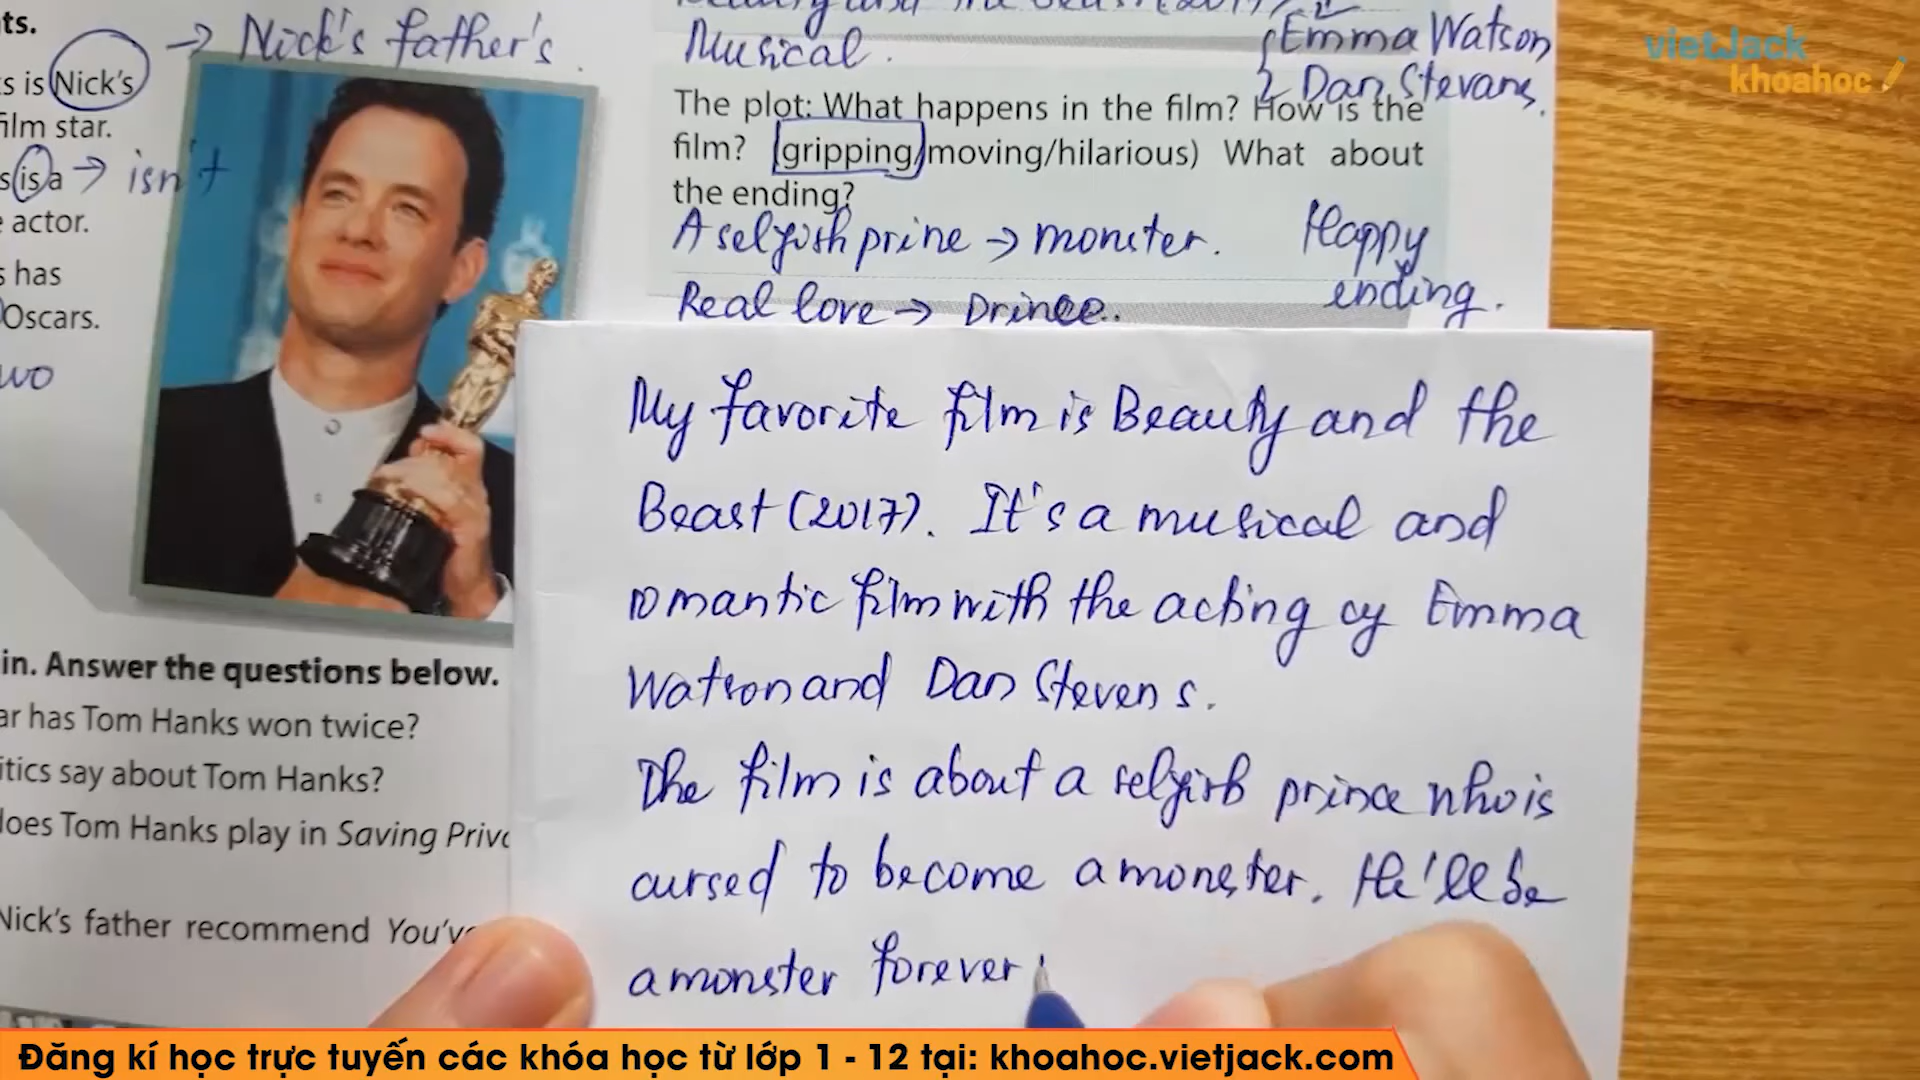 ts.
→ Nick's father's.
s is Nick's
film star.
s is a → isn't
actor.
s has
Oscars.
wo
Musical.
Emma Watson
Dan Stevans.
The plot: What happens in the film? How is the
film? (gripping/moving/hilarious) What about
the ending?
A selfish prine → monster.
Happy
ending.
Real love → Prince.
My favorite film is Beauty and the
Beast (2017). It's a musical and
romantic film with the acting of Emma
Watson and Dan Stevens.
The film is about a selfish prince who is
cursed to become a monster. He'll be
a monster forever
in. Answer the questions below.
ar has Tom Hanks won twice?
itics say about Tom Hanks?
does Tom Hanks play in Saving Priv
Nick's father recommend You'v
vietJack
khoahoc
Đăng kí học trực tuyến các khóa học từ lớp 1 - 12 tại: khoahoc.vietjack.com